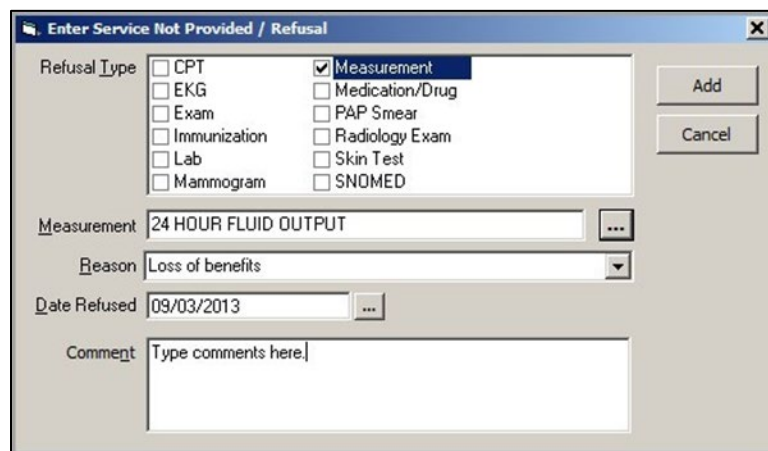 Enter Service Not Provided / Refusal
Refusal Type
CPT Measurement
EKG Medication/Drug
Exam PAP Smear
Immunization Radiology Exam
Lab Skin Test
Mammogram SNOMED
Add
Cancel
Measurement 24 HOUR FLUID OUTPUT ...
Reason Loss of benefits
Date Refused 09/03/2013 ...
Comment Type comments here.